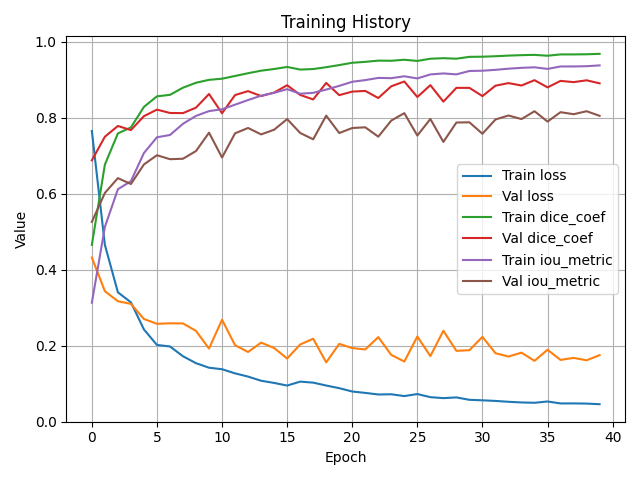 Training History
Value
1.0
0.8
0.6
0.4
0.2
0.0
Train loss
Val loss
Train dice_coef
Val dice_coef
Train iou_metric
Val iou_metric
0 5 10 15 20 25 30 35 40
Epoch